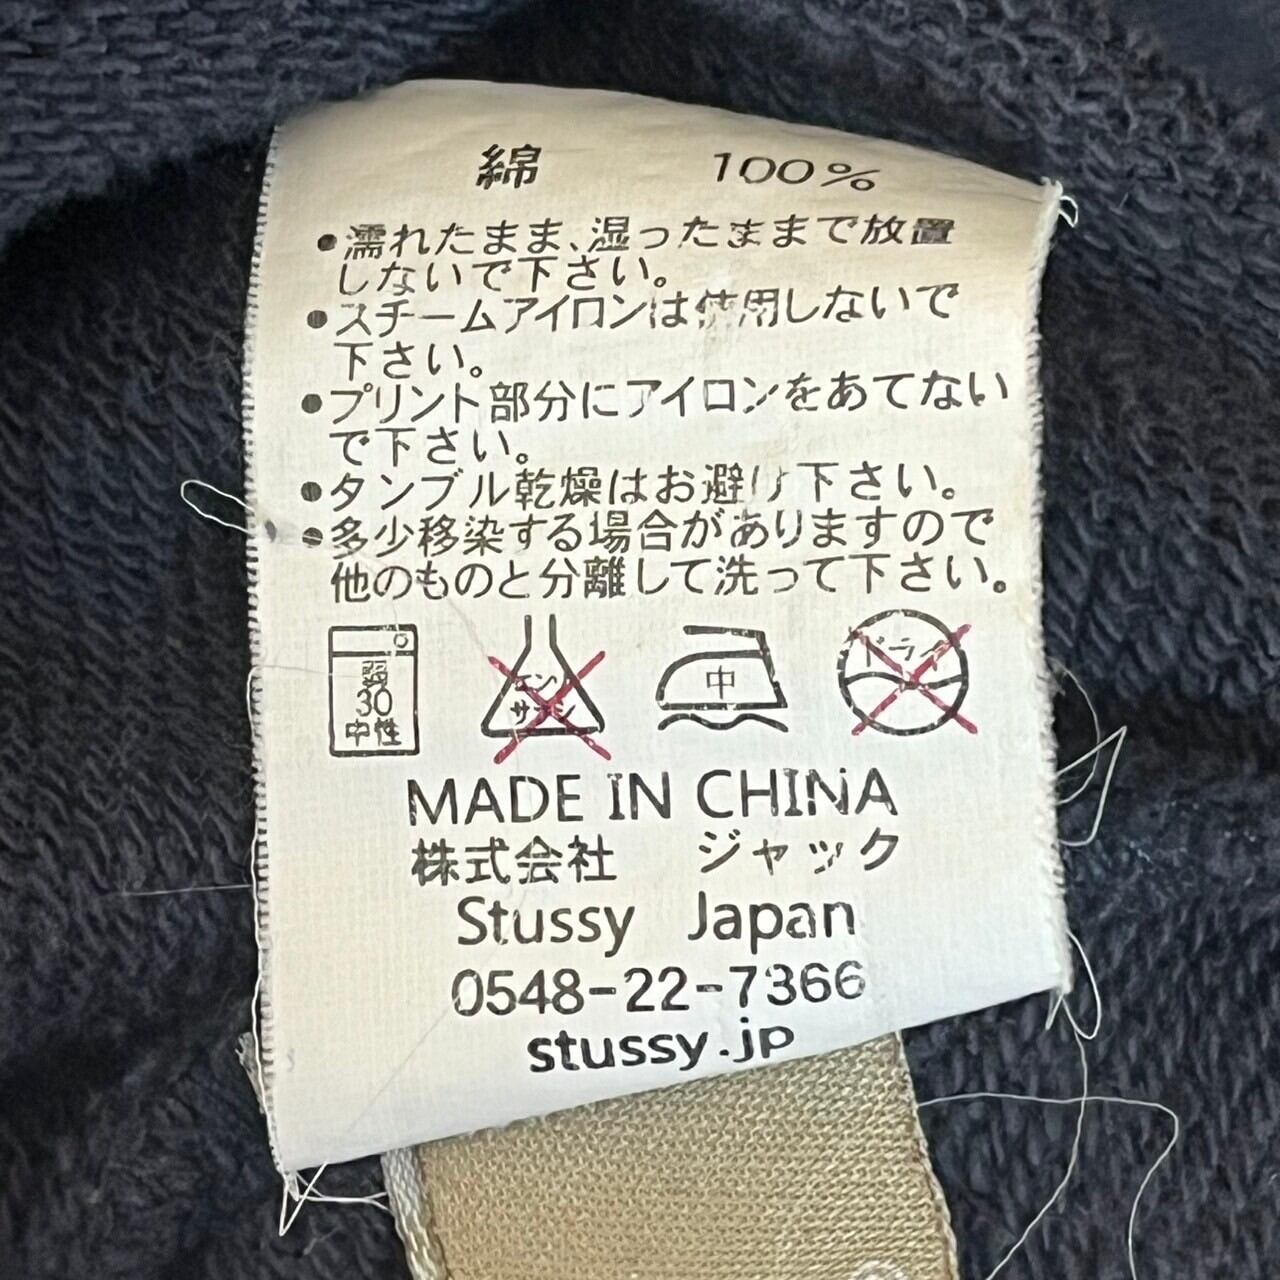 綿 100%
●濡れたまま、湿ったままで放置
しないで下さい。
●スチームアイロンは使用しないで
下さい。
●プリント部分にアイロンをあてない
で下さい。
●タンブル乾燥はお避け下さい。
●多少移染する場合がありますので
他のものと分離して洗って下さい。
弱
30
中性
エンソ
サラシ
中
ドライ
MADE IN CHINA
株式会社 ジャック
Stussy Japan
0548-22-7366
stussy.jp